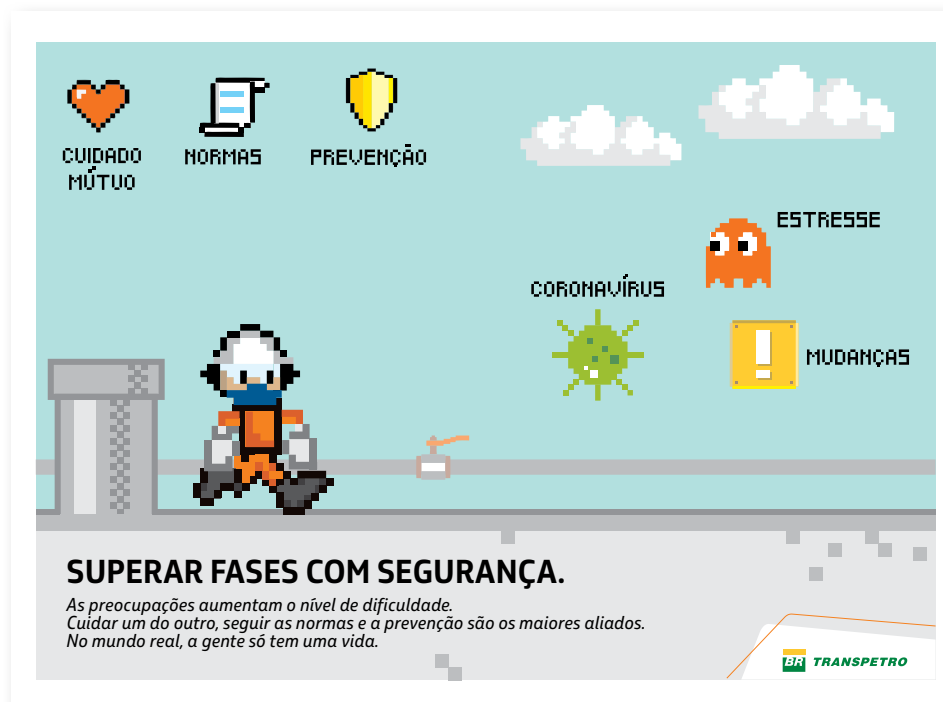 CUIDADO
MÚTUO
NORMAS
PREVENÇÃO
ESTRESSE
CORONAVÍRUS
MUDANÇAS
!
SUPERAR FASES COM SEGURANÇA.
As preocupações aumentam o nível de dificuldade.
Cuidar um do outro, seguir as normas e a prevenção são os maiores aliados.
No mundo real, a gente só tem uma vida.
BR TRANSPETRO